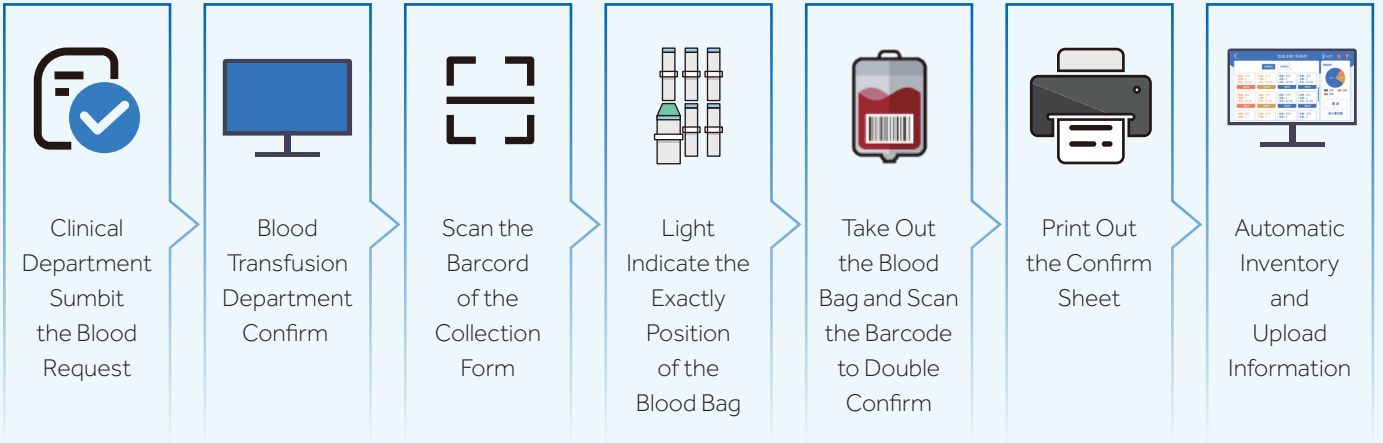 Clinical
Department
Sumbit
the Blood
Request
Blood
Transfusion
Department
Confirm
Scan the
Barcord
of the
Collection
Form
Light
Indicate the
Exactly
Position
of the
Blood Bag
Take Out
the Blood
Bag and Scan
the Barcode
to Double
Confirm
Print Out
the Confirm
Sheet
Automatic
Inventory
and
Upload
Information